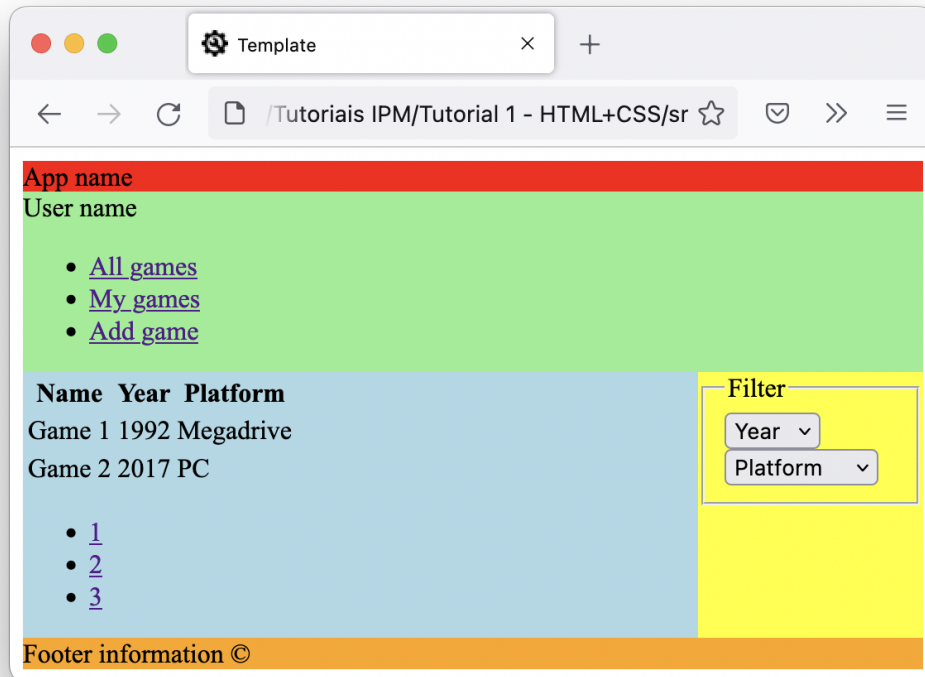 Template
/Tutoriais IPM/Tutorial 1 - HTML+CSS/sr
App name
User name
All games
My games
Add game
Name Year Platform
Game 1 1992 Megadrive
Game 2 2017 PC
1
2
3
Filter
Year
Platform
Footer information ©